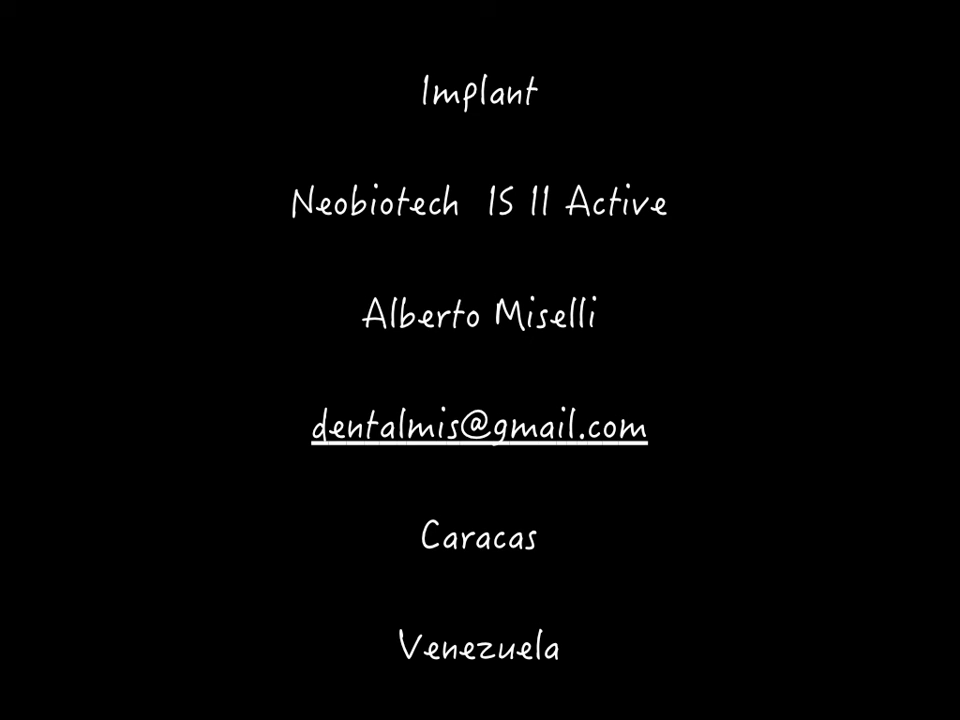 Implant
Neobiotech IS II Active
Alberto Miselli
dentalmis@gmail.com
Caracas
Venezuela